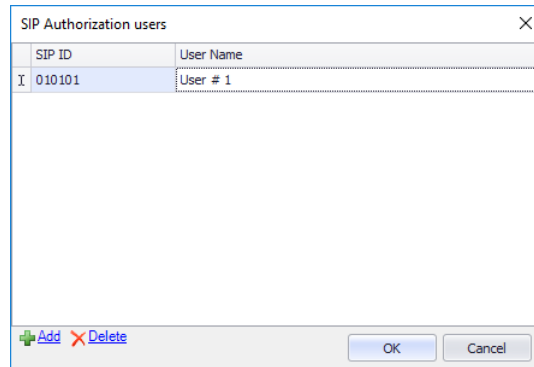 SIP Authorization users
SIP ID User Name
010101 User # 1
Add Delete
OK Cancel